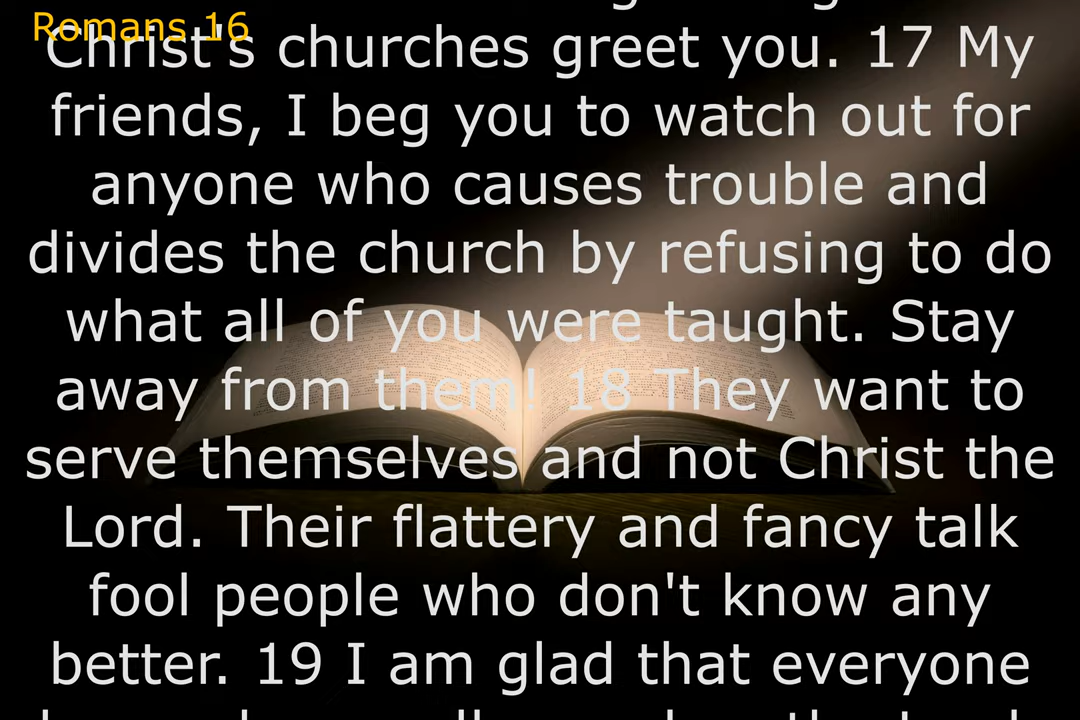 Romans 16
Christ's churches greet you. 17 My
friends, I beg you to watch out for
anyone who causes trouble and
divides the church by refusing to do
what all of you were taught. Stay
away from them! 18 They want to
serve themselves and not Christ the
Lord. Their flattery and fancy talk
fool people who don't know any
better. 19 I am glad that everyone